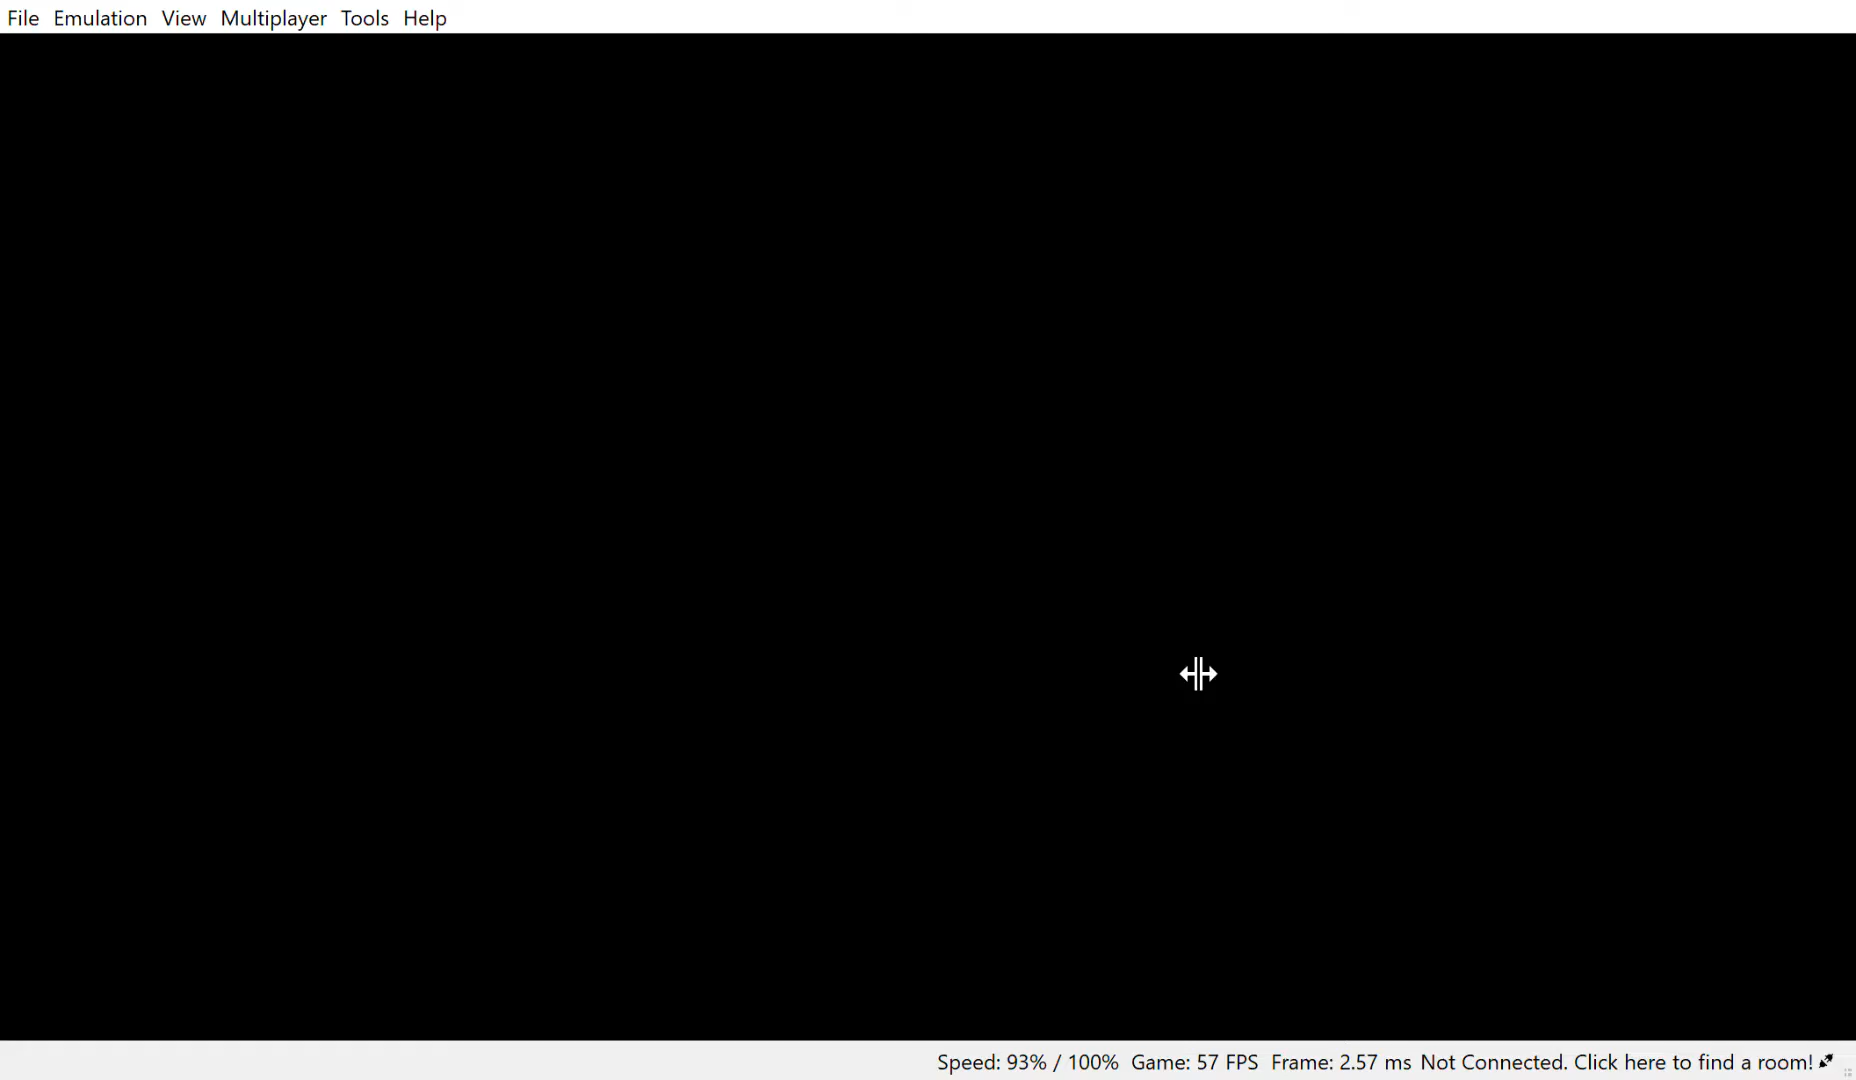 File Emulation View Multiplayer Tools Help
Speed: 93% / 100% Game: 57 FPS Frame: 2.57 ms Not Connected. Click here to find a room!